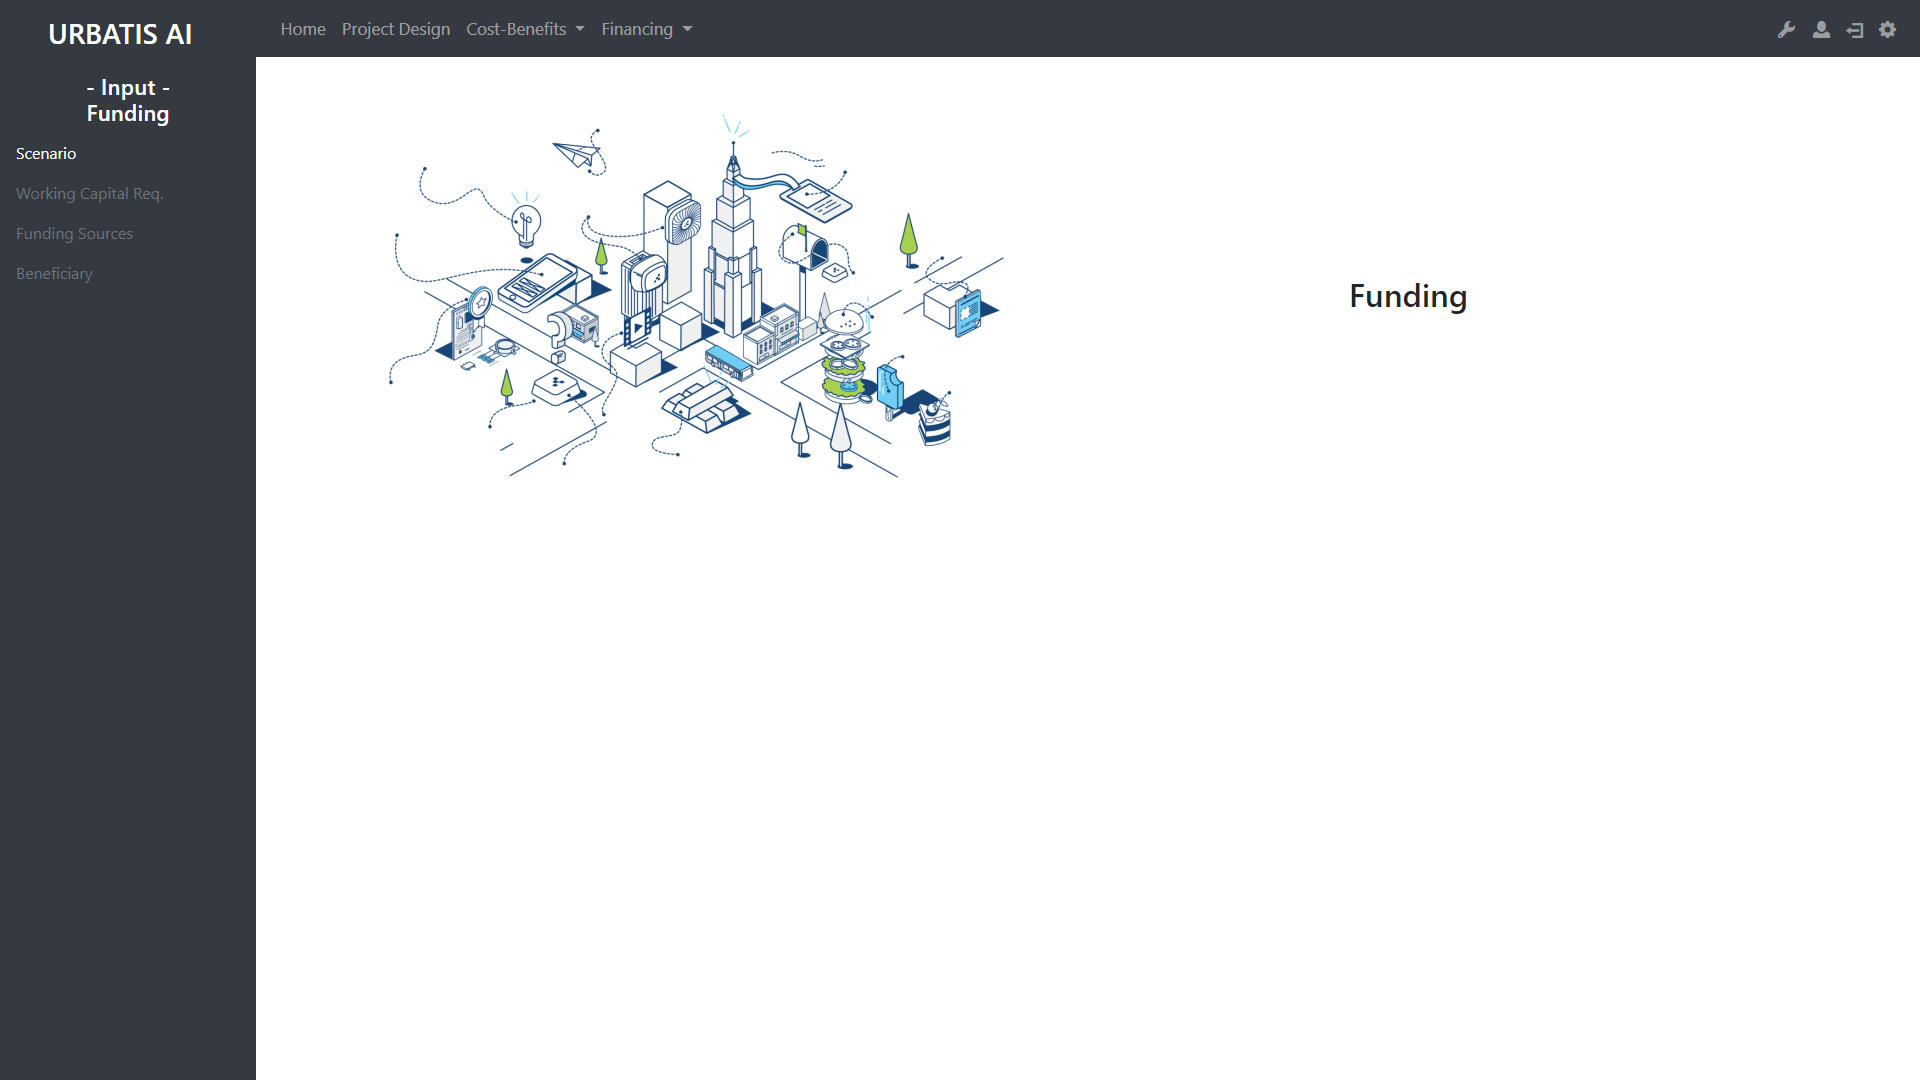 URBATIS AI
Home
Project Design
Cost-Benefits
Financing
- Input -
Funding
Scenario
Working Capital Req.
Funding Sources
Beneficiary
Funding